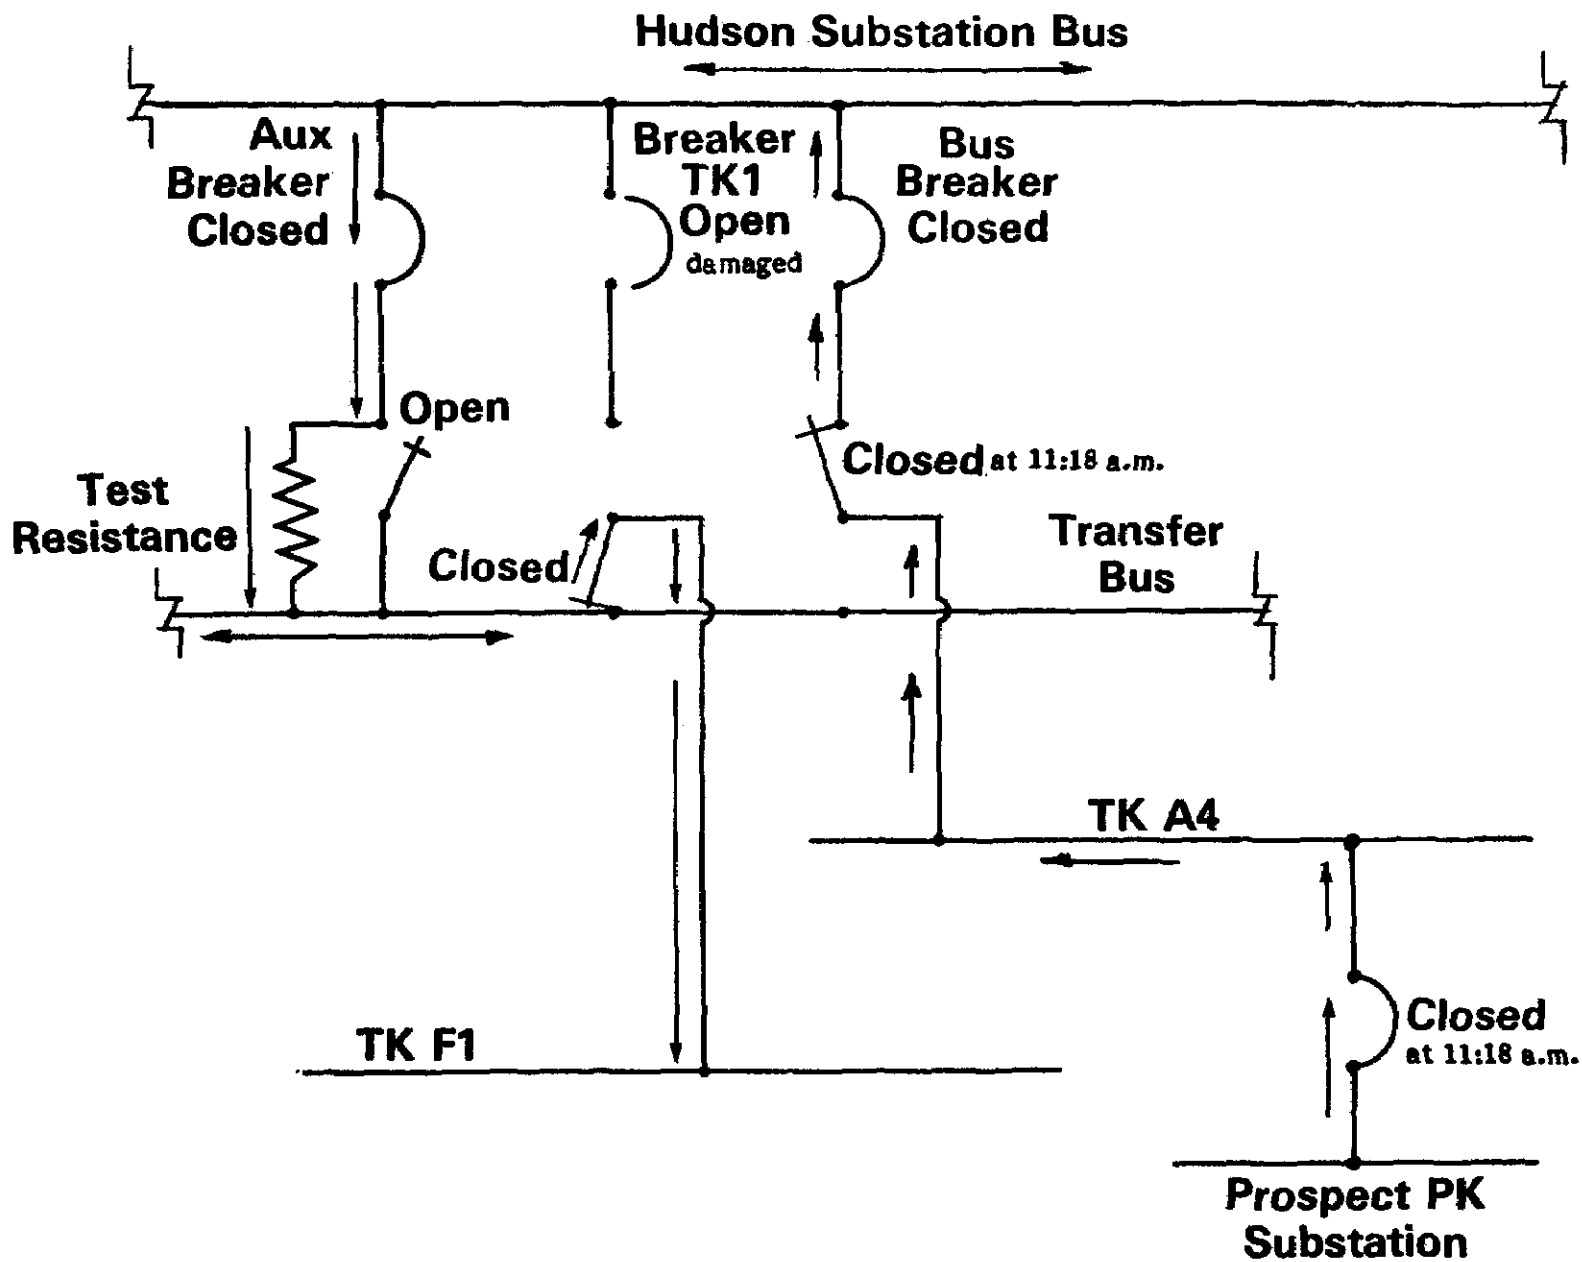 Hudson Substation Bus
Aux
Breaker
Closed
Breaker
TK1
Open
damaged
Bus
Breaker
Closed
Open
Closed at 11:18 a.m.
Test
Resistance
Closed
Transfer
Bus
TK A4
TK F1
Closed
at 11:18 a.m.
Prospect PK
Substation